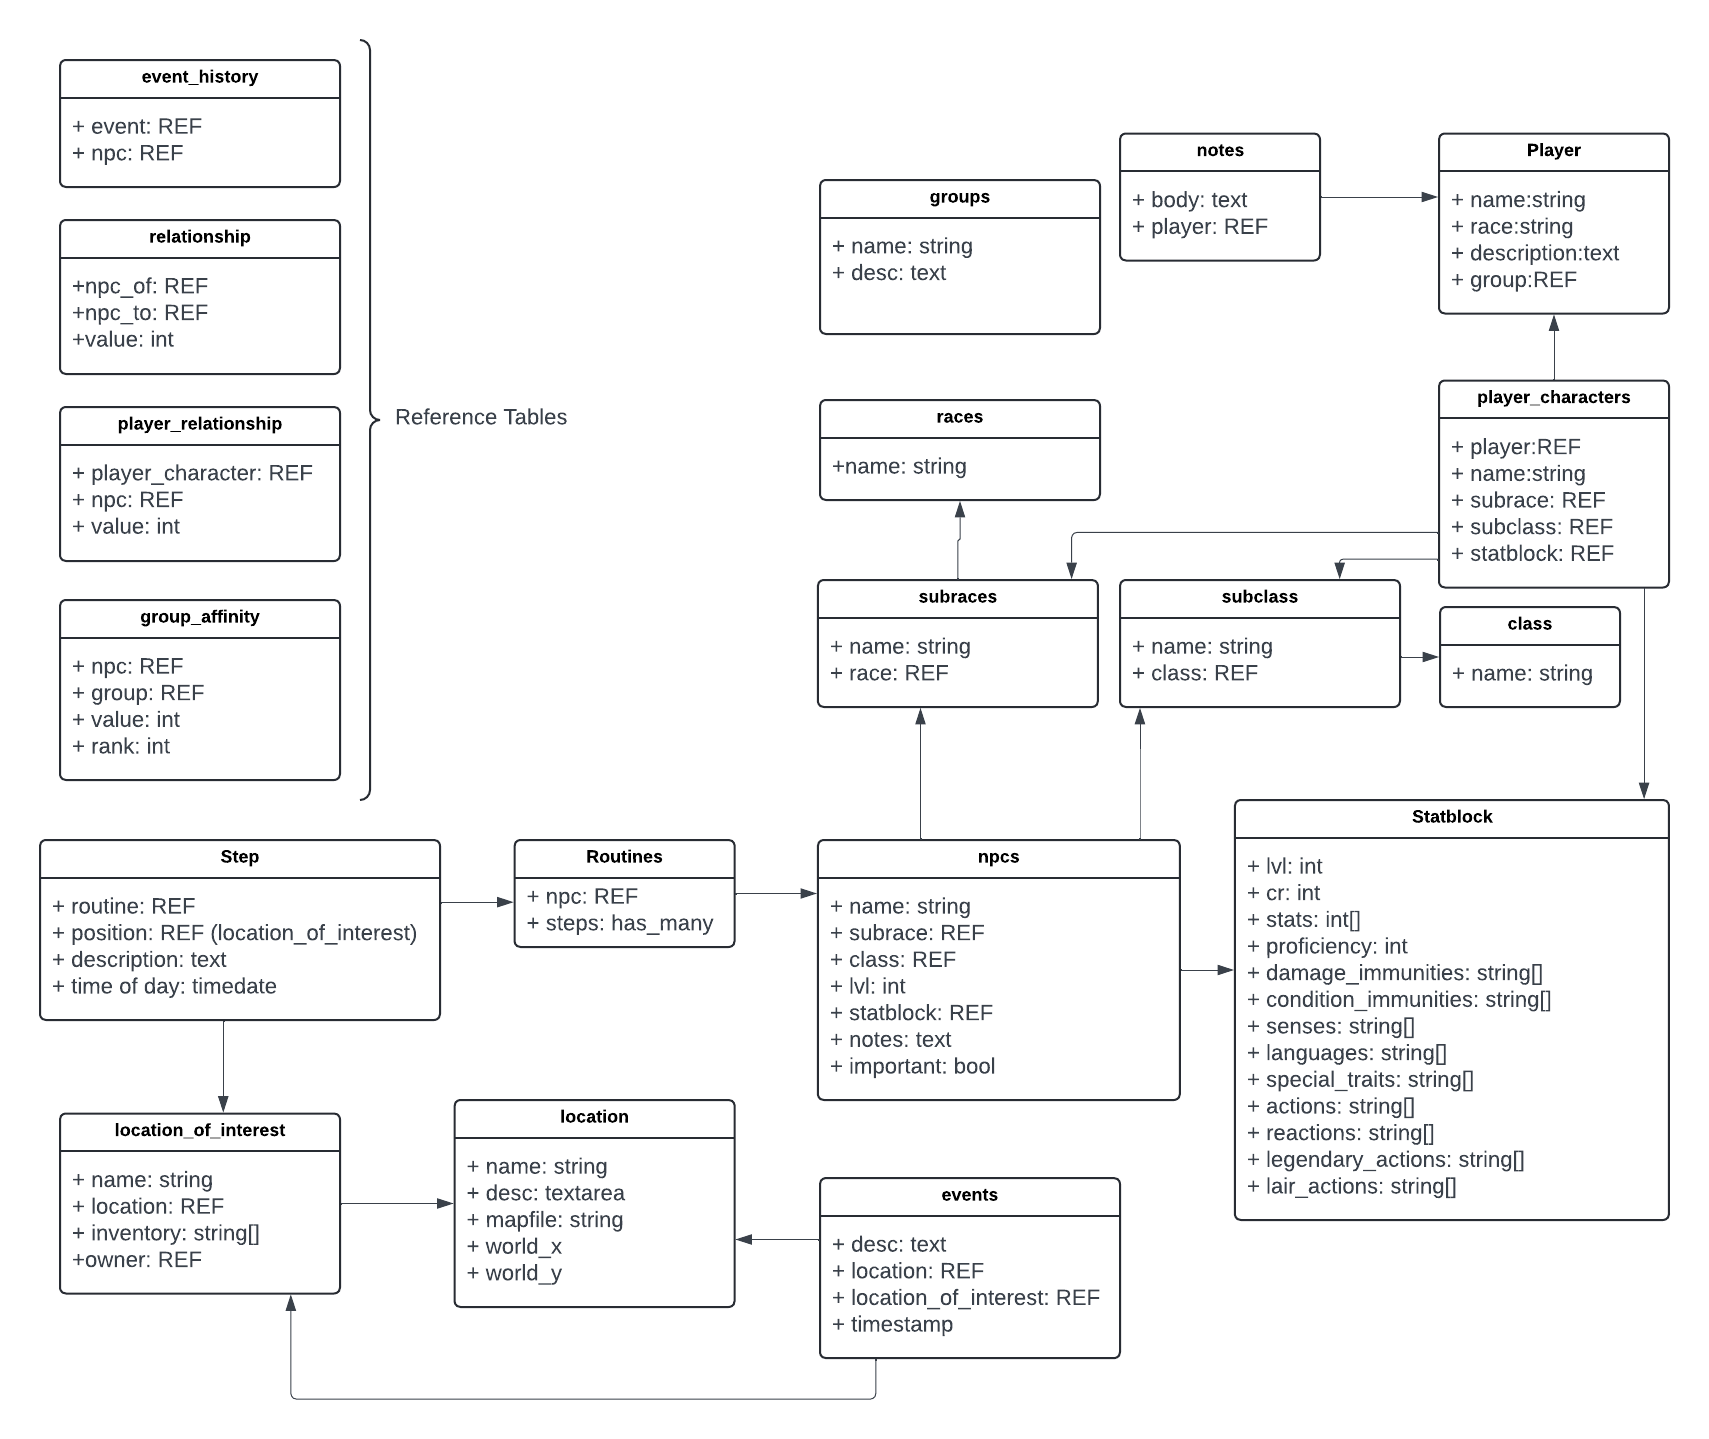 event_history
+ event: REF
+ npc: REF
relationship
+npc_of: REF
+npc_to: REF
+value: int
player_relationship
+ player_character: REF
+ npc: REF
+ value: int
group_affinity
+ npc: REF
+ group: REF
+ value: int
+ rank: int
Reference Tables
groups
+ name: string
+ desc: text
notes
+ body: text
+ player: REF
Player
+ name:string
+ race:string
+ description:text
+ group:REF
races
+name: string
player_characters
+ player:REF
+ name:string
+ subrace: REF
+ subclass: REF
+ statblock: REF
subraces
+ name: string
+ race: REF
subclass
+ name: string
+ class: REF
class
+ name: string
Step
+ routine: REF
+ position: REF (location_of_interest)
+ description: text
+ time of day: timedate
Routines
+ npc: REF
+ steps: has_many
npcs
+ name: string
+ subrace: REF
+ class: REF
+ lvl: int
+ statblock: REF
+ notes: text
+ important: bool
Statblock
+ lvl: int
+ cr: int
+ stats: int[]
+ proficiency: int
+ damage_immunities: string[]
+ condition_immunities: string[]
+ senses: string[]
+ languages: string[]
+ special_traits: string[]
+ actions: string[]
+ reactions: string[]
+ legendary_actions: string[]
+ lair_actions: string[]
location_of_interest
+ name: string
+ location: REF
+ inventory: string[]
+owner: REF
location
+ name: string
+ desc: textarea
+ mapfile: string
+ world_x
+ world_y
events
+ desc: text
+ location: REF
+ location_of_interest: REF
+ timestamp